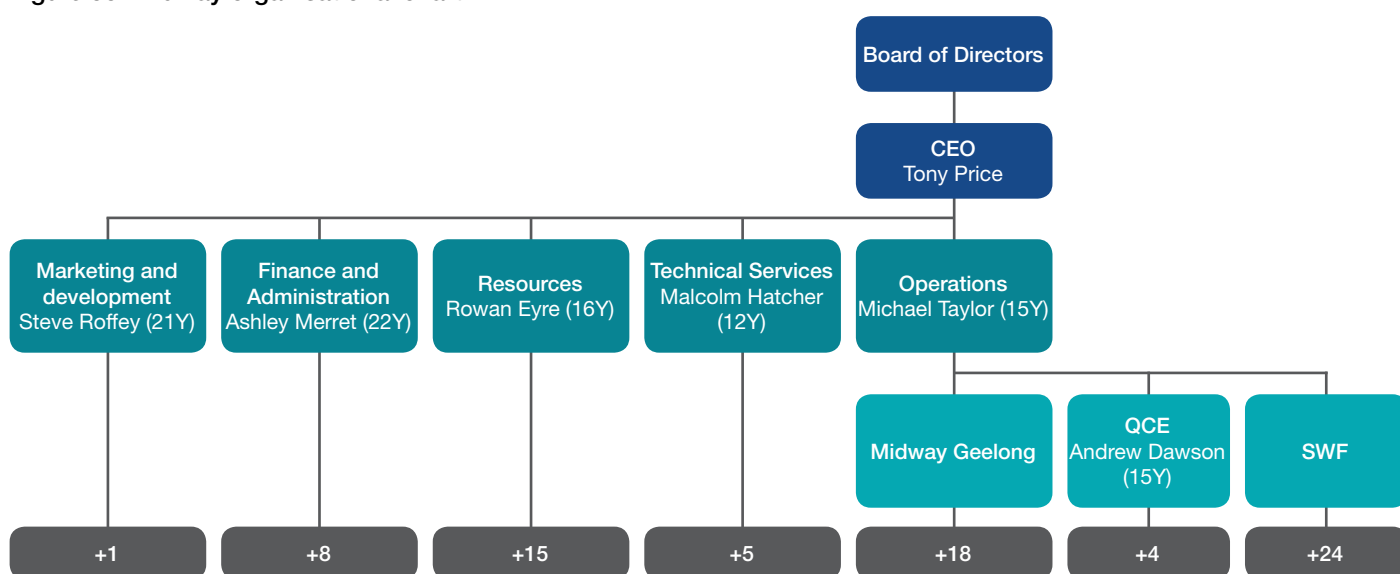 Board of Directors
CEO
Tony Price
Marketing and
development
Steve Roffey (21Y)
Finance and
Administration
Ashley Merret (22Y)
Resources
Rowan Eyre (16Y)
Technical Services
Malcolm Hatcher
(12Y)
Operations
Michael Taylor (15Y)
Midway Geelong
QCE
Andrew Dawson
(15Y)
SWF
+1
+8
+15
+5
+18
+4
+24